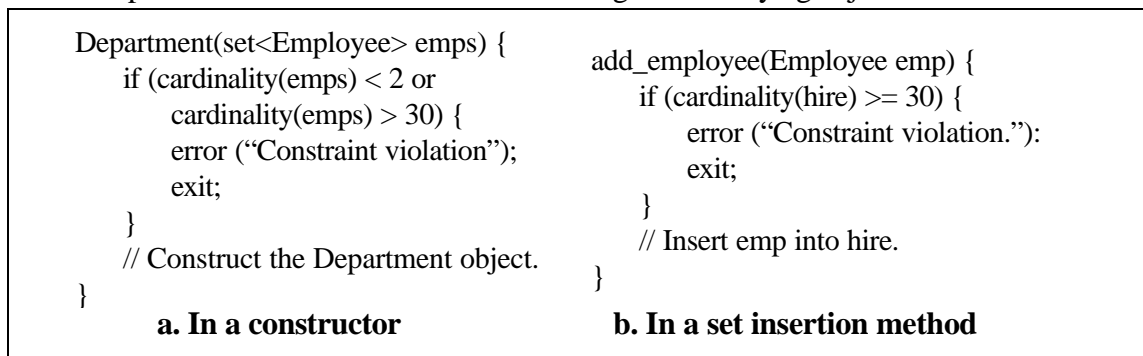 Department(set<Employee> emps) {
if (cardinality(emps) < 2 or
cardinality(emps) > 30) {
error (“Constraint violation”);
exit;
}
// Construct the Department object.
}
a. In a constructor
add_employee(Employee emp) {
if (cardinality(hire) >= 30) {
error (“Constraint violation.”):
exit;
}
// Insert emp into hire.
}
b. In a set insertion method